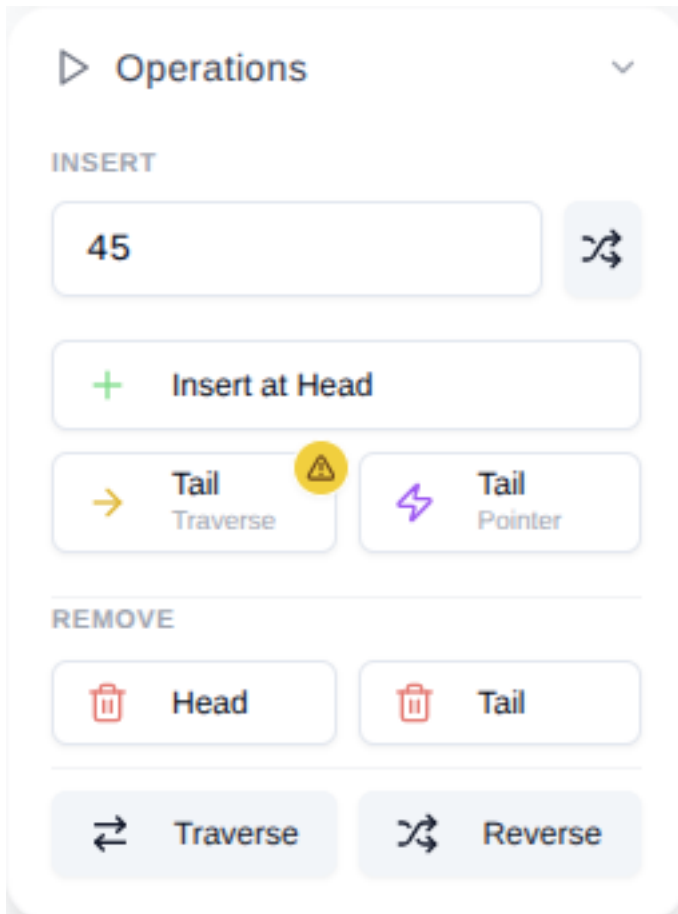 Operations
INSERT
45
Insert at Head
Tail
Traverse
Tail
Pointer
REMOVE
Head
Tail
Traverse
Reverse